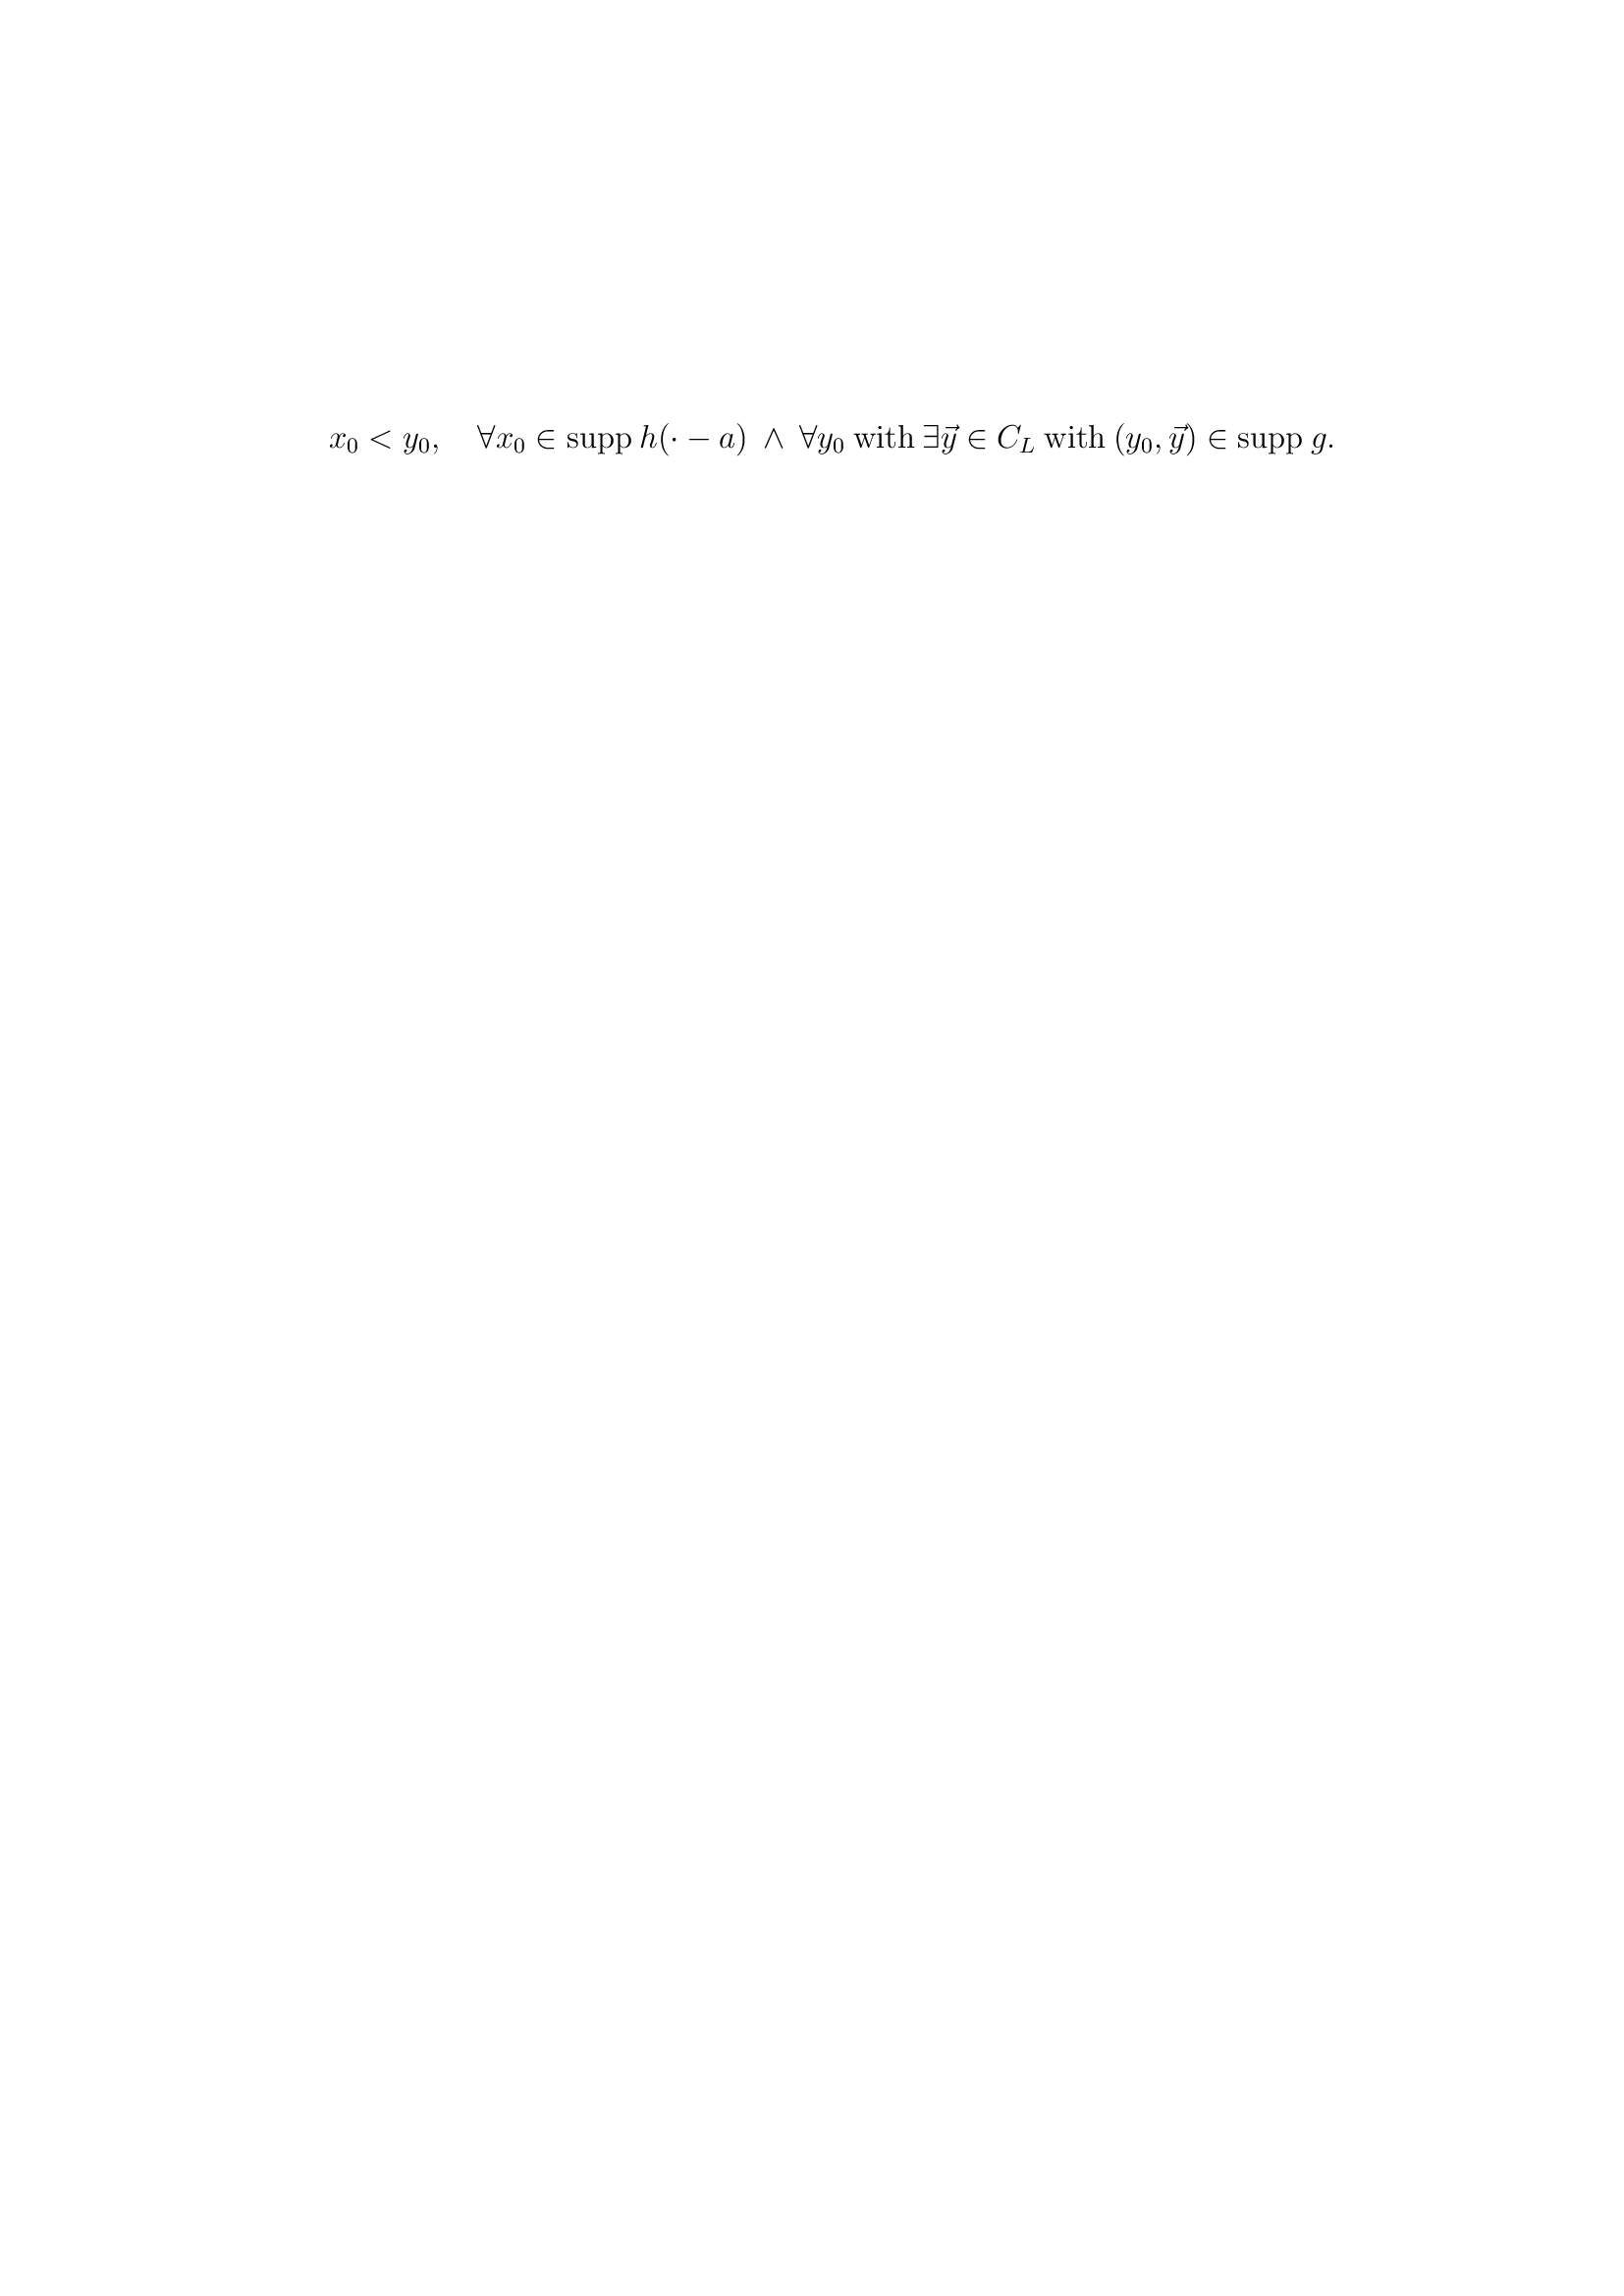 $x_0 < y_0, \quad \forall x_0 \in \operatorname{supp} h(\cdot - a) \ \wedge \ \forall y_0 \text{ with } \exists \vec{y} \in C_L \text{ with } (y_0, \vec{y}) \in \operatorname{supp} g.$